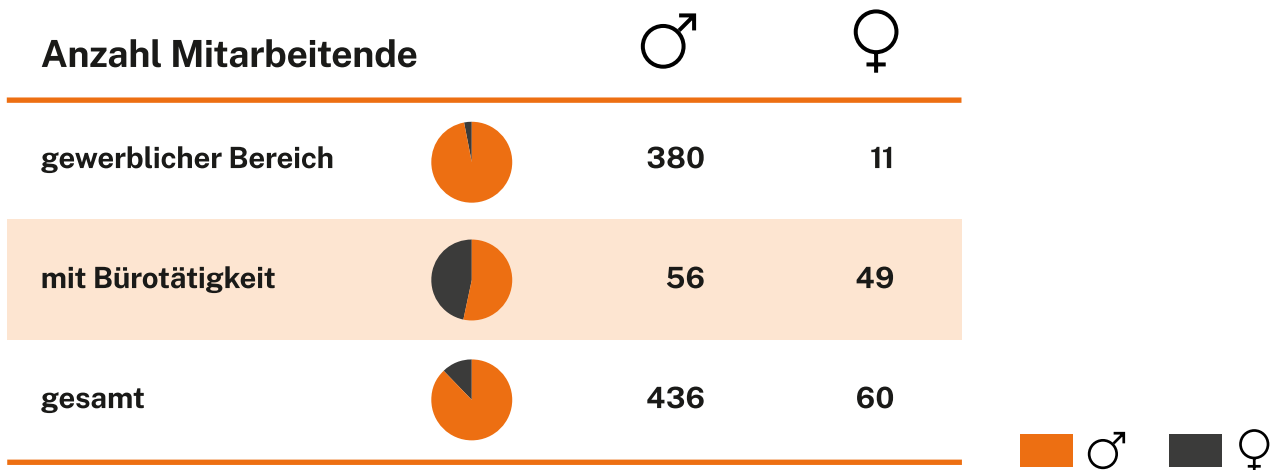 Anzahl Mitarbeitende ♂ ♀
gewerblicher Bereich 380 11
mit Bürotätigkeit 56 49
gesamt 436 60
♂ ♀